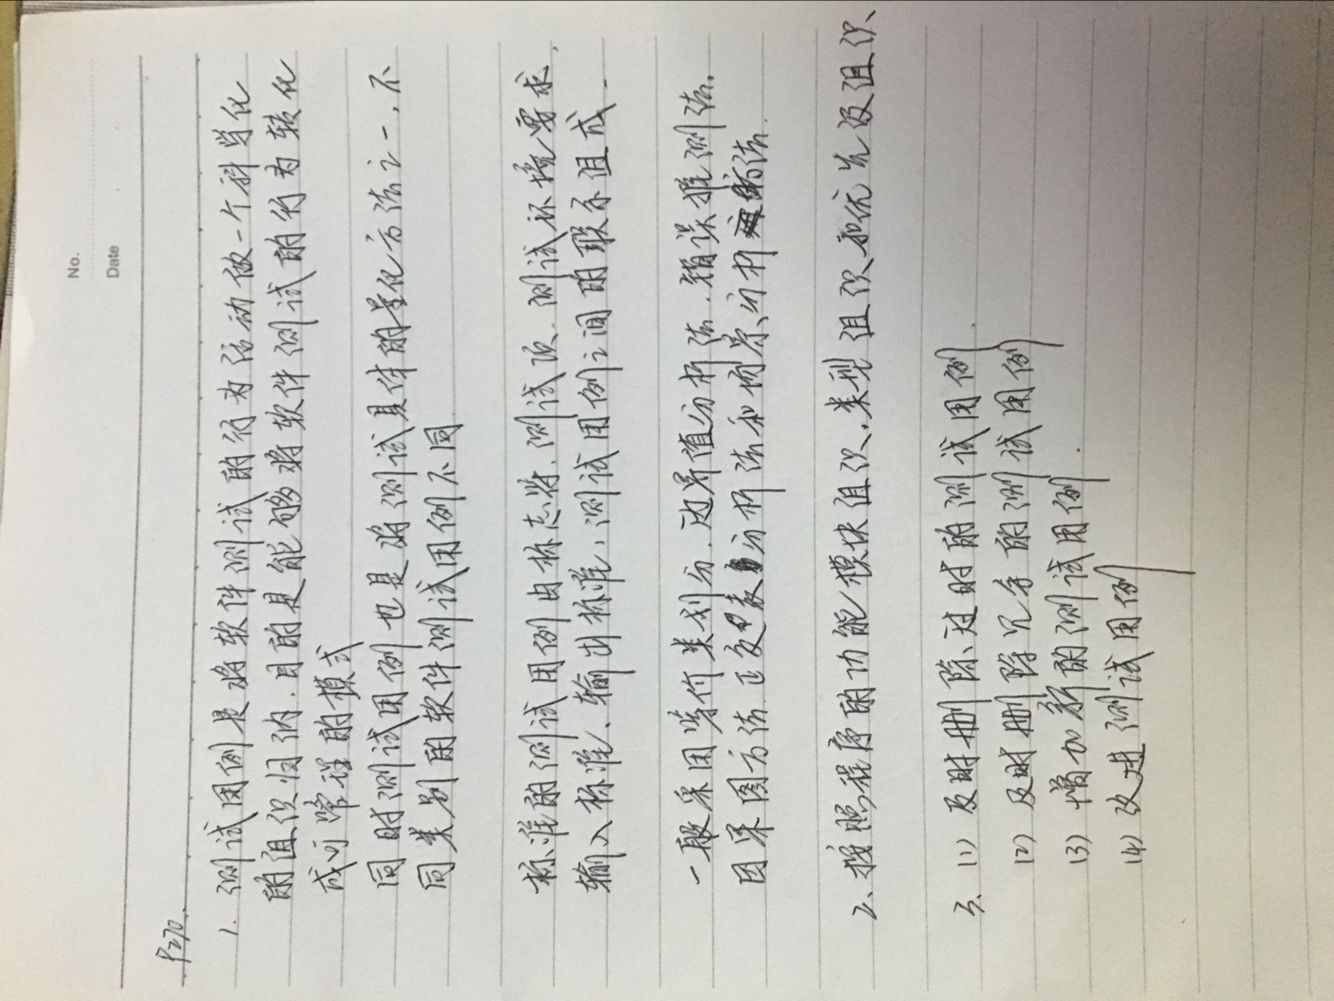 No.
Date
P270.
1. 测试用例是将软件测试的行为活动做一个科学化
的组织归纳,目的是能够将软件测试的行为转化
成可管理的模式
同时测试用例也是将测试具体的量化方法之一,不
同类别的软件测试用例不同
标准的测试用例由标志符、测试项、测试环境要求、
输入标准、输出标准、测试用例之间的联系组成.
一般采用等价类划分、边界值分析法、错误推测法、
因果图方法、正交表分析法和场景分析法.
2、按照程序的功能模块组织、类型组织和优先级组织、
3、(1) 及时删除过时的测试用例
(2) 及时删除冗余的测试用例
(3) 增加新的测试用例.
(4) 改进测试用例